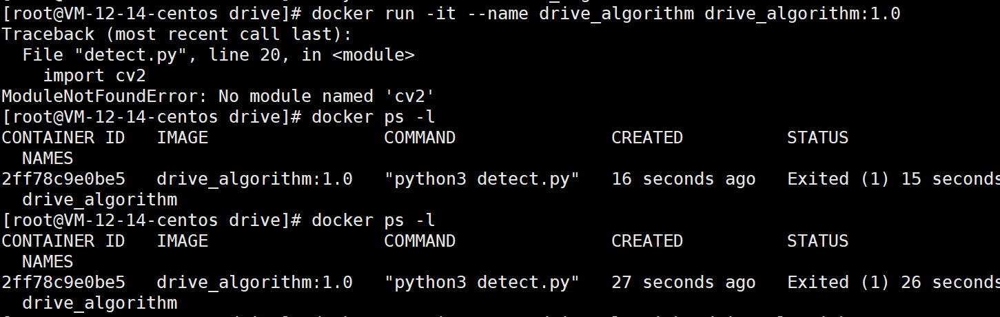 [root@VM-12-14-centos drive]# docker run -it --name drive_algorithm drive_algorithm:1.0
Traceback (most recent call last):
  File "detect.py", line 20, in <module>
    import cv2
ModuleNotFoundError: No module named 'cv2'
[root@VM-12-14-centos drive]# docker ps -l
CONTAINER ID   IMAGE                 COMMAND               CREATED          STATUS
  NAMES
2ff78c9e0be5   drive_algorithm:1.0   "python3 detect.py"   16 seconds ago   Exited (1) 15 seconds
  drive_algorithm
[root@VM-12-14-centos drive]# docker ps -l
CONTAINER ID   IMAGE                 COMMAND               CREATED          STATUS
  NAMES
2ff78c9e0be5   drive_algorithm:1.0   "python3 detect.py"   27 seconds ago   Exited (1) 26 seconds
  drive_algorithm